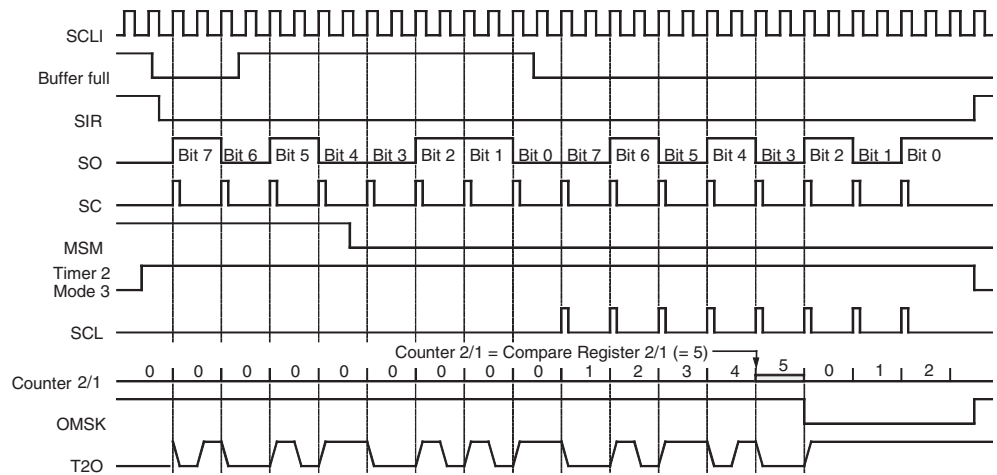 SCLI
Buffer full
SIR
SO Bit 7 Bit 6 Bit 5 Bit 4 Bit 3 Bit 2 Bit 1 Bit 0 Bit 7 Bit 6 Bit 5 Bit 4 Bit 3 Bit 2 Bit 1 Bit 0
SC
MSM
Timer 2
Mode 3
SCL
Counter 2/1 = Compare Register 2/1 (= 5)
Counter 2/1 0 0 0 0 0 0 0 0 0 1 2 3 4 5 0 1 2
OMSK
T2O